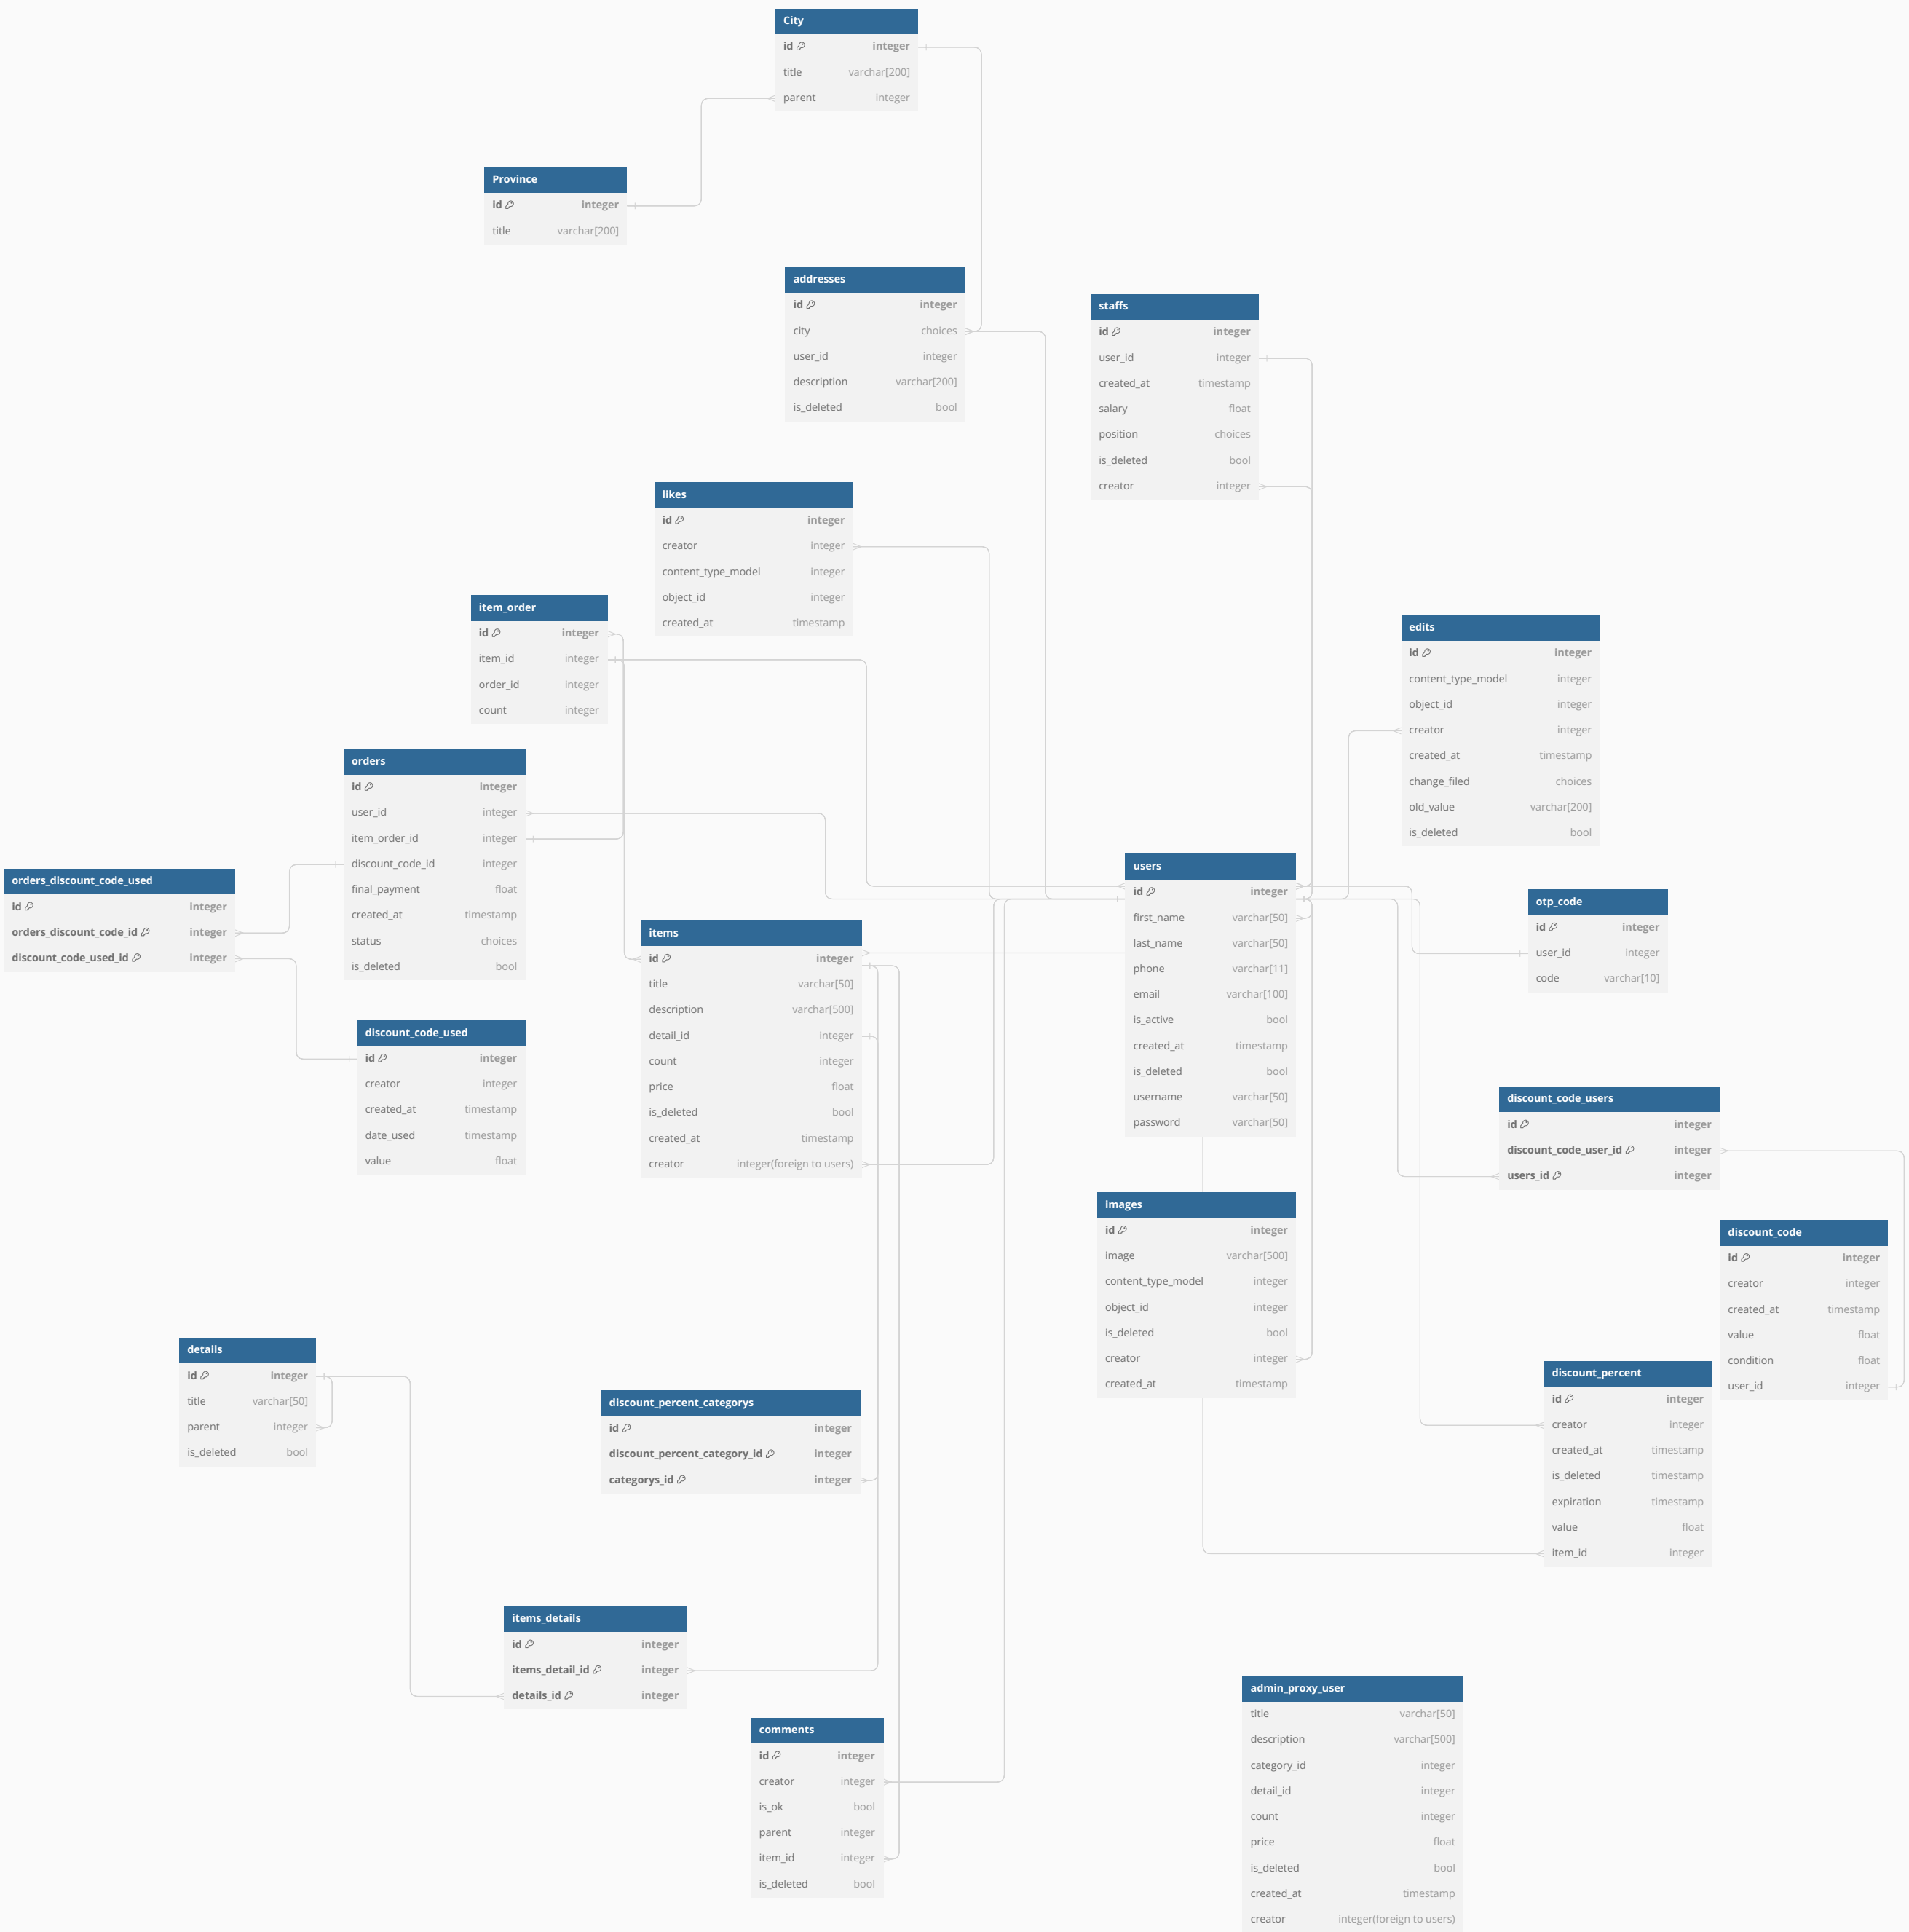 City
id integer
title varchar[200]
parent integer
Province
id integer
title varchar[200]
addresses
id integer
city choices
user_id integer
description varchar[200]
is_deleted bool
staffs
id integer
user_id integer
created_at timestamp
salary float
position choices
is_deleted bool
creator integer
likes
id integer
creator integer
content_type_model integer
object_id integer
created_at timestamp
item_order
id integer
item_id integer
order_id integer
count integer
edits
id integer
content_type_model integer
object_id integer
creator integer
created_at timestamp
change_filed choices
old_value varchar[200]
is_deleted bool
orders
id integer
user_id integer
item_order_id integer
discount_code_id integer
final_payment float
created_at timestamp
status choices
is_deleted bool
orders_discount_code_used
id integer
orders_discount_code_id integer
discount_code_used_id integer
users
id integer
first_name varchar[50]
last_name varchar[50]
phone varchar[11]
email varchar[100]
is_active bool
created_at timestamp
is_deleted bool
username varchar[50]
password varchar[50]
otp_code
id integer
user_id integer
code varchar[10]
items
id integer
title varchar[50]
description varchar[500]
detail_id integer
count integer
price float
is_deleted bool
created_at timestamp
creator integer(foreign to users)
discount_code_used
id integer
creator integer
created_at timestamp
date_used timestamp
value float
discount_code_users
id integer
discount_code_user_id integer
users_id integer
images
id integer
image varchar[500]
content_type_model integer
object_id integer
is_deleted bool
creator integer
created_at timestamp
discount_code
id integer
creator integer
created_at timestamp
value float
condition float
user_id integer
details
id integer
title varchar[50]
parent integer
is_deleted bool
discount_percent
id integer
creator integer
created_at timestamp
is_deleted timestamp
expiration timestamp
value float
item_id integer
discount_percent_categorys
id integer
discount_percent_category_id integer
categorys_id integer
items_details
id integer
items_detail_id integer
details_id integer
admin_proxy_user
title varchar[50]
description varchar[500]
category_id integer
detail_id integer
count integer
price float
is_deleted bool
created_at timestamp
creator integer(foreign to users)
comments
id integer
creator integer
is_ok bool
parent integer
item_id integer
is_deleted bool